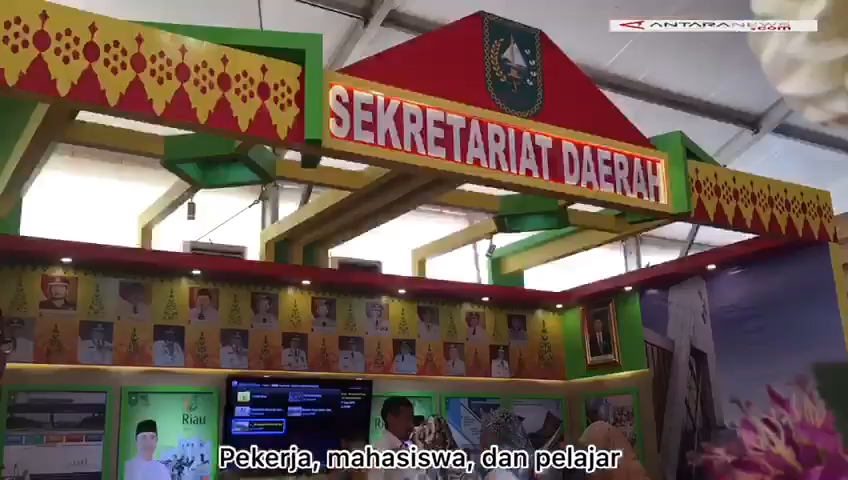 ANTARANEWS
.com
SEKRETARIAT DAERAH
Riau
Pekerja, mahasiswa, dan pelajar